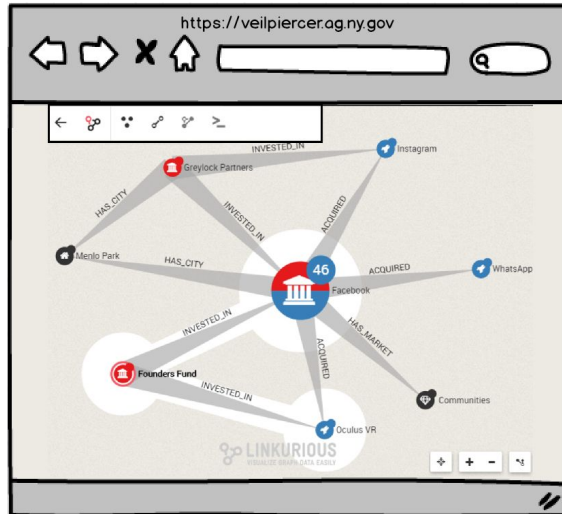 https://veilpiercer.ag.ny.gov
INVESTED_IN
Instagram
Greylock Partners
HAS_CITY
INVESTED_IN
ACQUIRED
Menlo Park
HAS_CITY
46
ACQUIRED
WhatsApp
Facebook
INVESTED_IN
HAS_MARKET
ACQUIRED
Founders Fund
INVESTED_IN
Communities
Oculus VR
LINKURIOUS
VISUALIZE GRAPH DATA EASILY